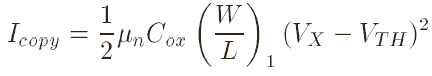 I_{copy} = \frac{1}{2} \mu_n C_{ox} \left( \frac{W}{L} \right)_1 (V_X - V_{TH})^2